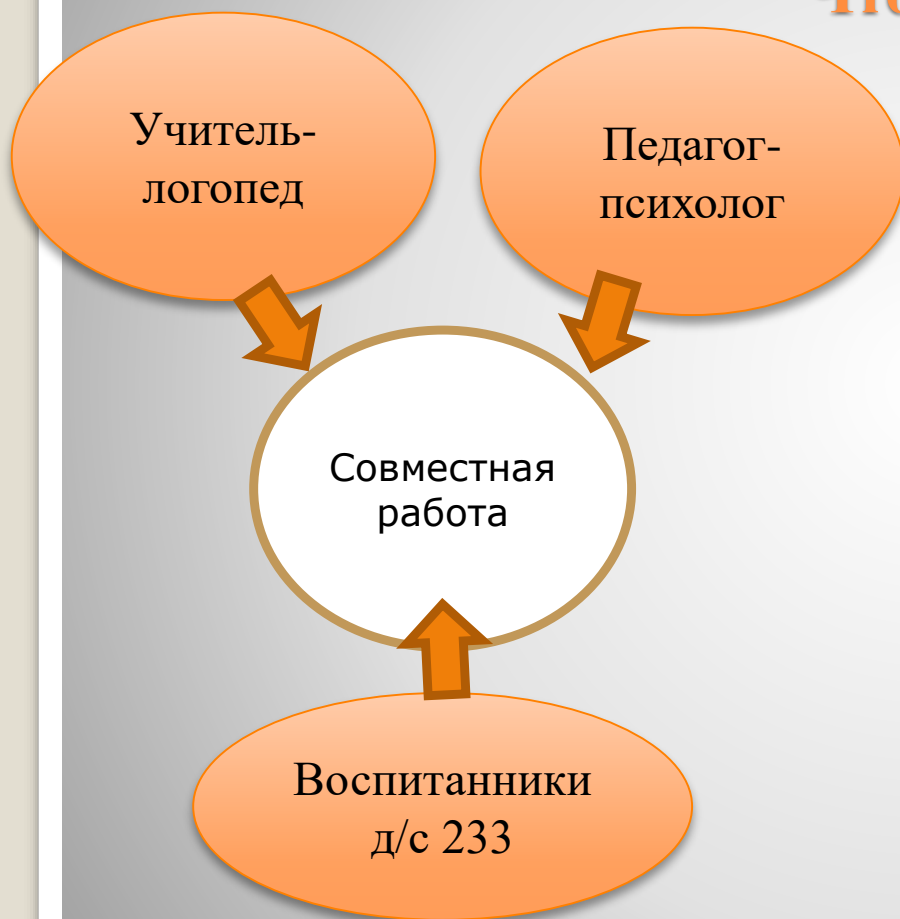 Учитель-
логопед
Педагог-
психолог
Совместная
работа
Воспитанники
д/с 233